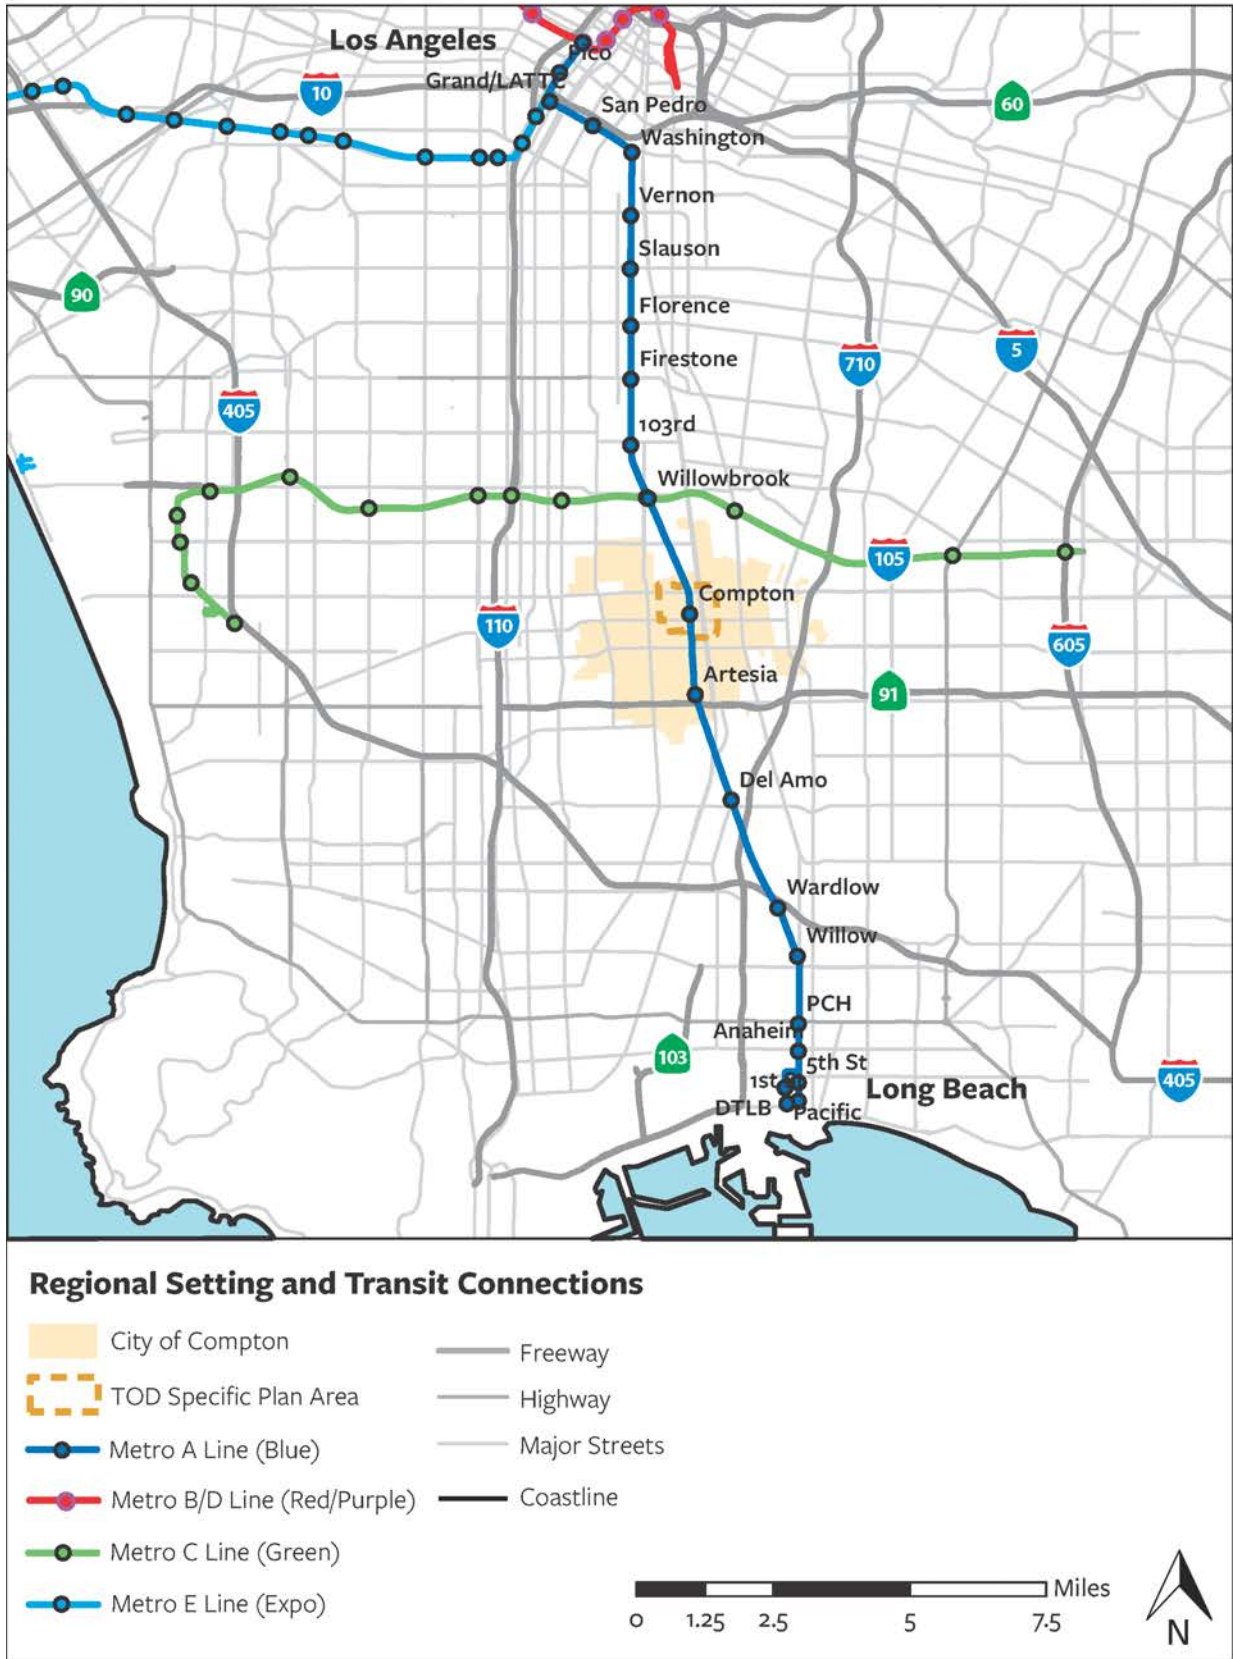 Los Angeles
Pico
Grand/LATTC
10
San Pedro
60
Washington
Vernon
Slauson
90
Florence
Firestone
710
5
405
103rd
Willowbrook
105
Compton
110
605
Artesia
91
Del Amo
Wardlow
Willow
PCH
Anaheim
103
5th St
1st
405
Long Beach
DTLB
Pacific
Regional Setting and Transit Connections
City of Compton
TOD Specific Plan Area
Metro A Line (Blue)
Metro B/D Line (Red/Purple)
Metro C Line (Green)
Metro E Line (Expo)
Freeway
Highway
Major Streets
Coastline
Miles
0 1.25 2.5 5 7.5
N